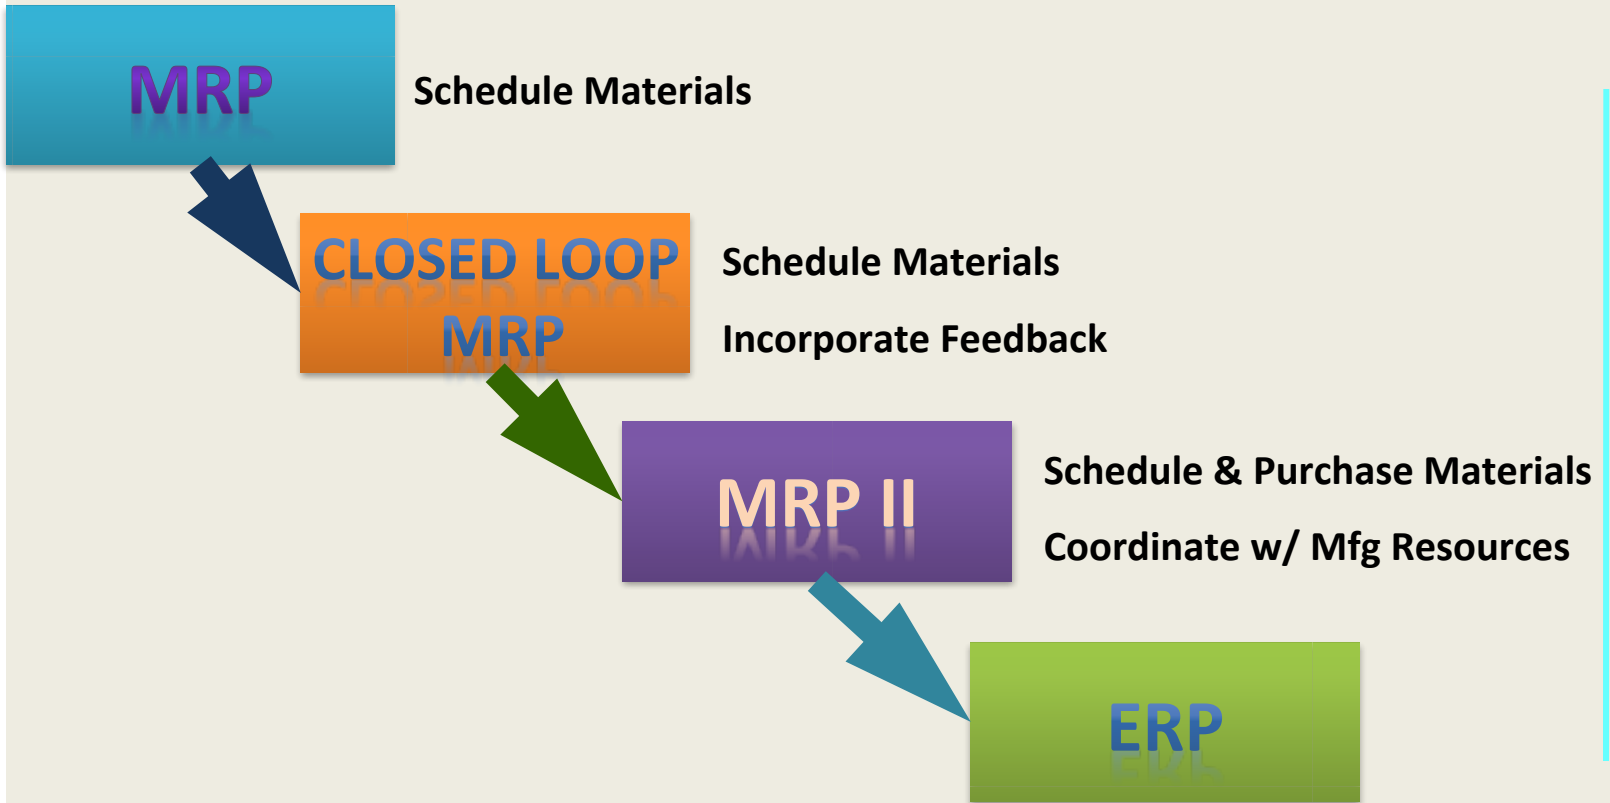 MRP
Schedule Materials
CLOSED LOOP
MRP
Schedule Materials
Incorporate Feedback
MRP II
Schedule & Purchase Materials
Coordinate w/ Mfg Resources
ERP